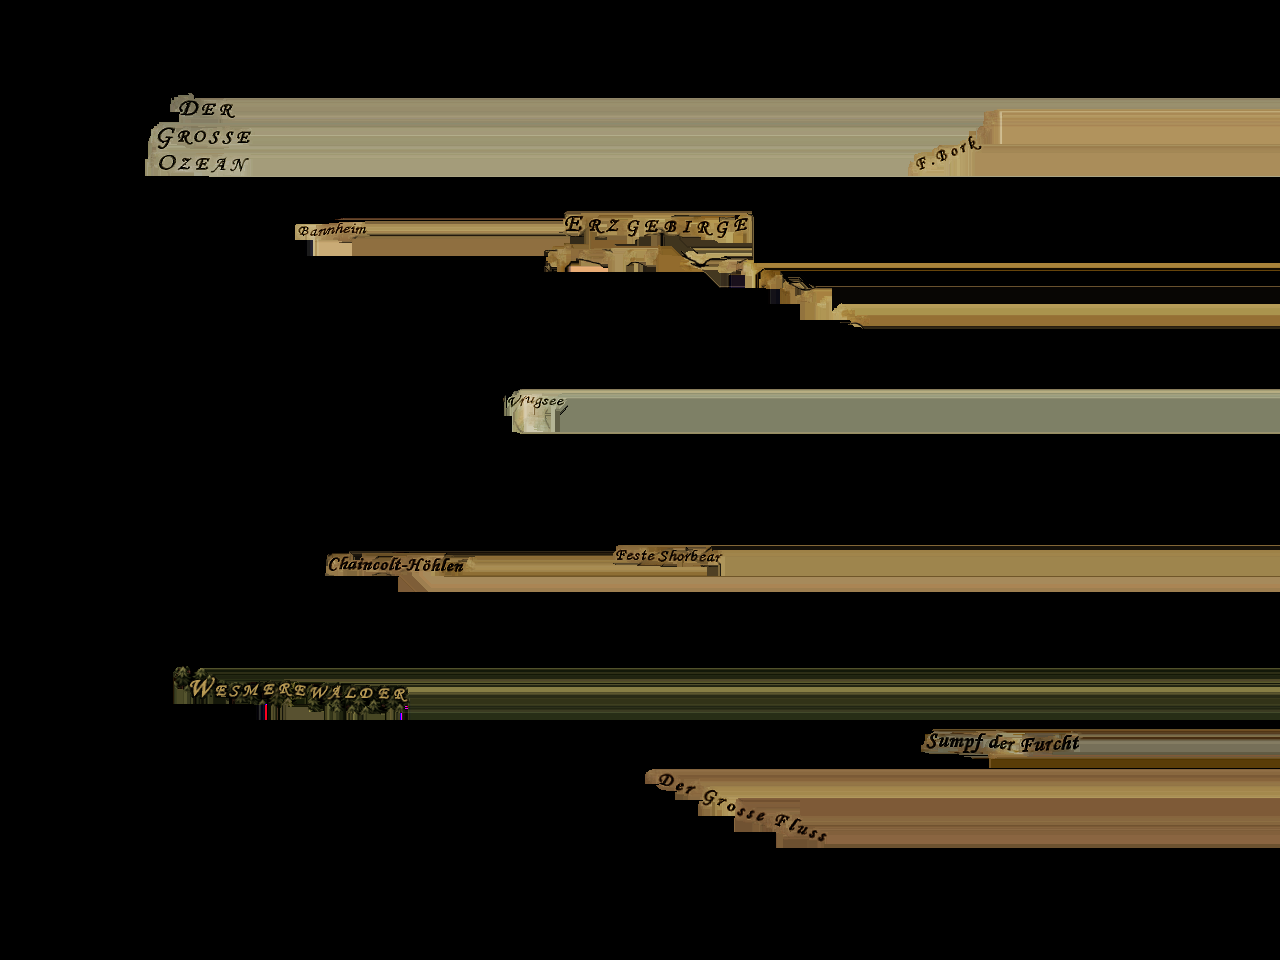 DER
GROSSE
OZEAN
F. Bork
Bannheim
ERZGEBIRGE
Vrugsee
Chaincolt-Höhlen
Feste Shorbear
WESMEREWÄLDER
Sumpf der Furcht
Der Grosse Fluss